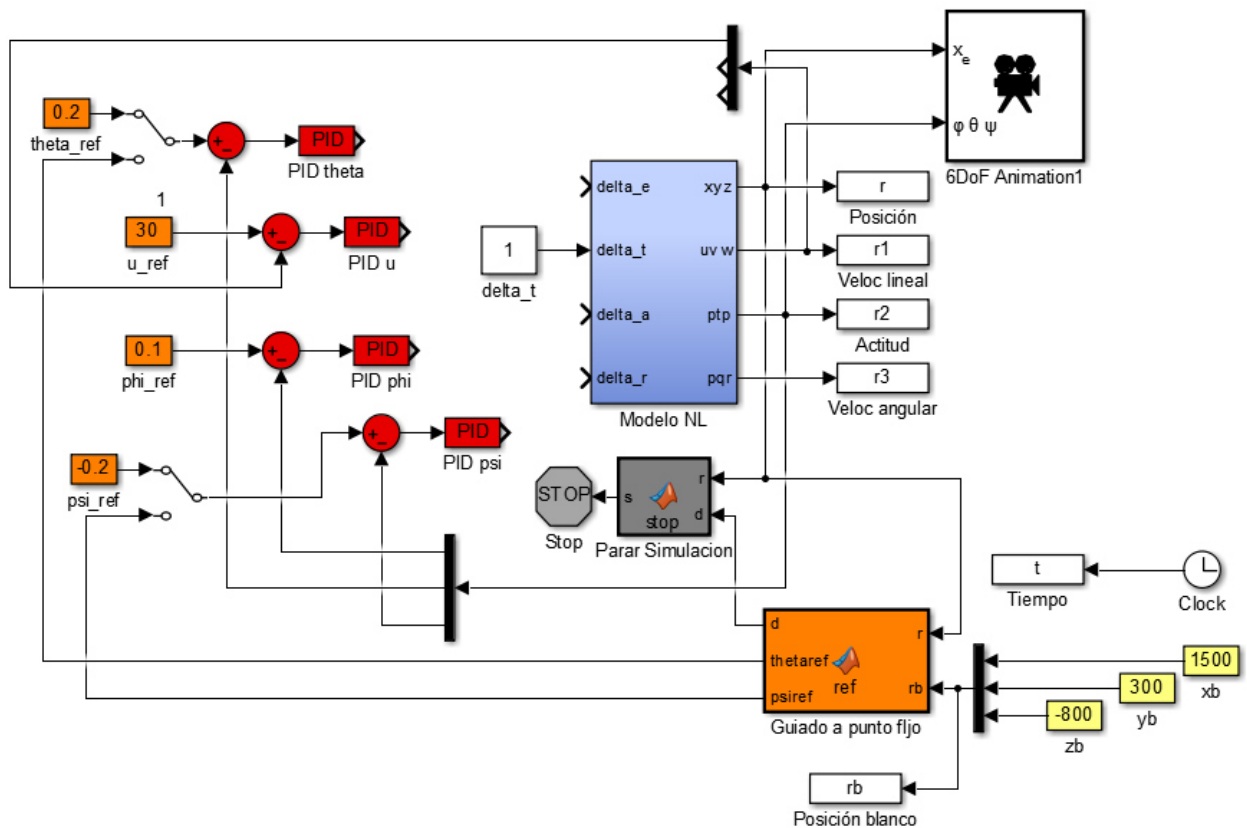 x_e
φ θ ψ
6DoF Animation1
0.2
theta_ref
+
_
PID
PID theta
1
30
u_ref
+
_
PID
PID u
1
delta_t
delta_e
delta_t
delta_a
delta_r
xyz
uv w
ptp
pqr
Modelo NL
r
Posición
r1
Veloc lineal
r2
Actitud
r3
Veloc angular
0.1
phi_ref
+
_
PID
PID phi
-0.2
psi_ref
+
_
PID
PID psi
STOP
Stop
s
r
d
stop
Parar Simulacion
t
Tiempo
Clock
d
thetaref
psiref
ref
r
rb
Guiado a punto fIjo
1500
xb
300
yb
-800
zb
rb
Posición blanco